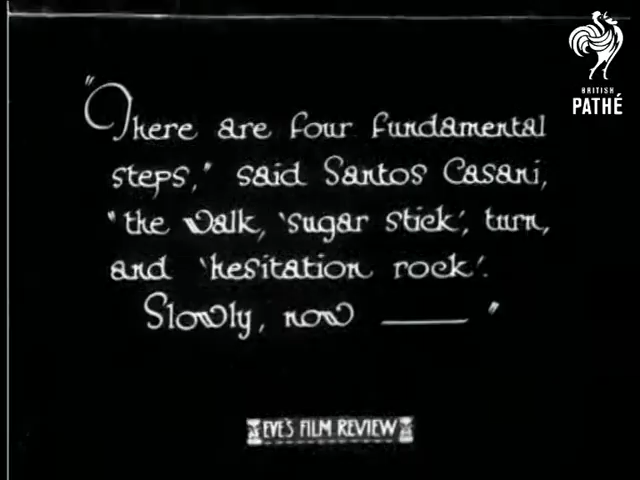 BRITISH
PATHÉ
"There are four fundamental
steps," said Santos Casani,
"the walk, 'sugar stick', turn,
and 'hesitation rock'.
Slowly, now ——— "
EVE'S FILM REVIEW